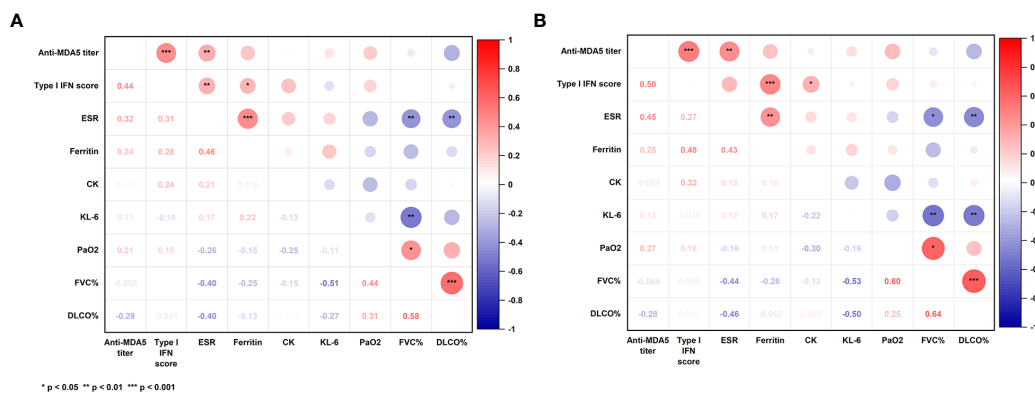 A
Anti-MDA5 titer *** **
Type I IFN score 0.44 ** *
ESR 0.32 0.31 *** ** **
Ferritin 0.24 0.28 0.46
CK 0.24 0.21 0.076
KL-6 0.11 -0.10 0.17 0.23 -0.13 **
PaO2 0.21 0.18 -0.26 -0.15 -0.25 -0.11 *
FVC% -0.40 -0.25 -0.15 -0.51 0.44 ***
DLCO% -0.29 -0.041 -0.40 -0.13 -0.27 0.31 0.58
Anti-MDA5 Type I ESR Ferritin CK KL-6 PaO2 FVC% DLCO%
titer IFN
score
1
0.8
0.6
0.4
0.2
0
-0.2
-0.4
-0.6
-0.8
-1
* p < 0.05 ** p < 0.01 *** p < 0.001
B
Anti-MDA5 titer *** **
Type I IFN score 0.50 *** *
ESR 0.45 0.27 ** * **
Ferritin 0.25 0.48 0.43
CK -0.054 0.32 0.15 0.10
KL-6 0.13 0.12 0.17 -0.22 ** **
PaO2 0.27 0.18 -0.16 0.11 -0.30 -0.16 *
FVC% -0.44 -0.26 -0.12 -0.53 0.60 ***
DLCO% -0.28 -0.46 -0.062 -0.50 0.25 0.64
Anti-MDA5 Type I ESR Ferritin CK KL-6 PaO2 FVC% DLCO%
titer IFN
score